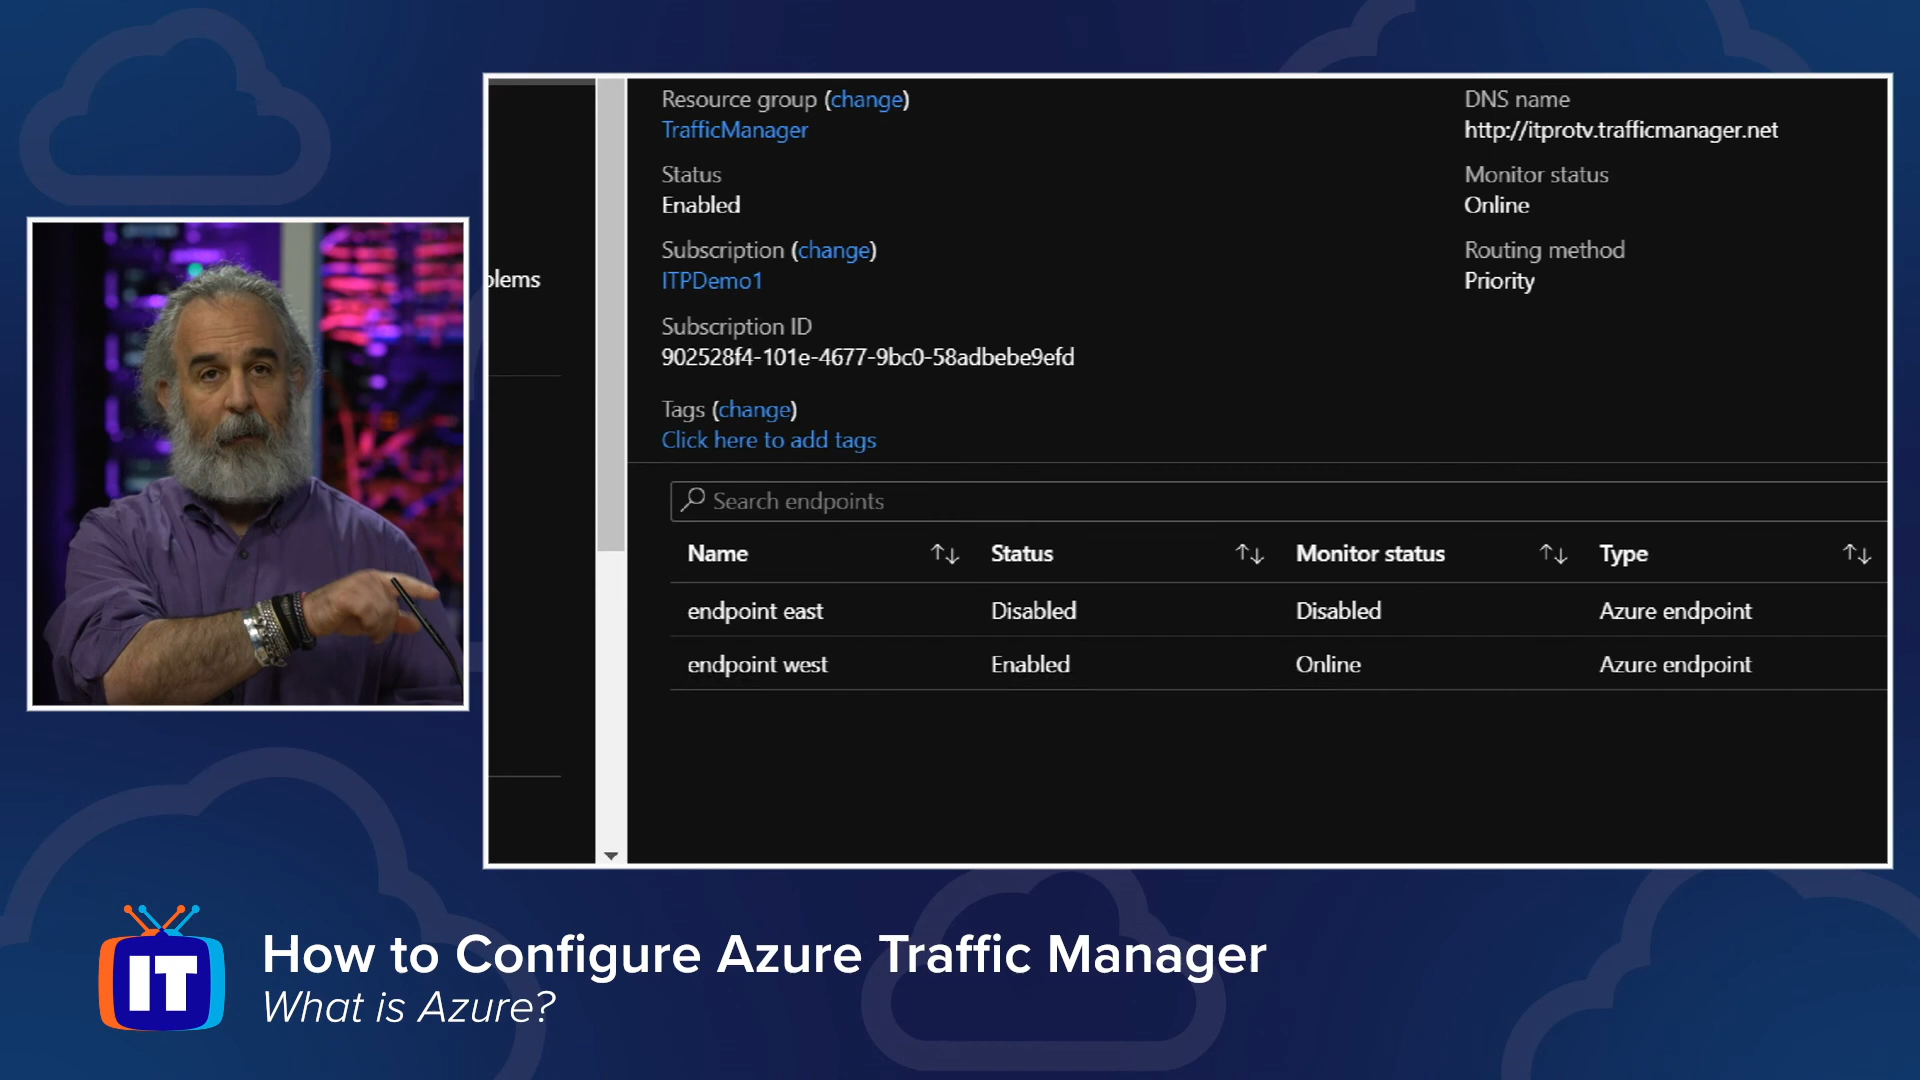 Resource group (change)
TrafficManager
Status
Enabled
Subscription (change)
ITPDemo1
Subscription ID
902528f4-101e-4677-9bc0-58adbebe9efd
Tags (change)
Click here to add tags
DNS name
http://itprotv.trafficmanager.net
Monitor status
Online
Routing method
Priority
blems
Search endpoints
Name Status Monitor status Type
endpoint east Disabled Disabled Azure endpoint
endpoint west Enabled Online Azure endpoint
IT
How to Configure Azure Traffic Manager
What is Azure?